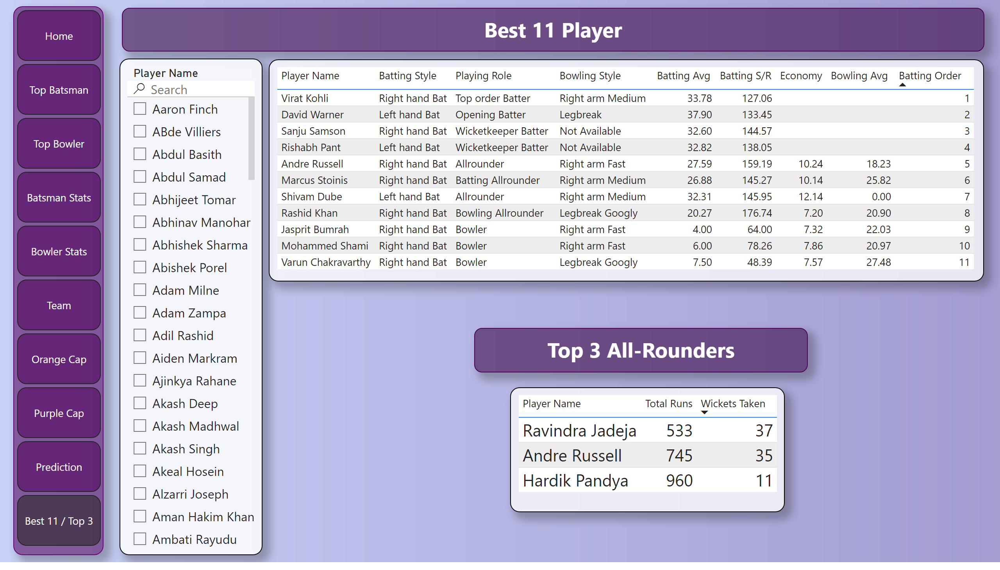 Home
Top Batsman
Top Bowler
Batsman Stats
Bowler Stats
Team
Orange Cap
Purple Cap
Prediction
Best 11 / Top 3
Best 11 Player
Player Name
Search
Aaron Finch
ABde Villiers
Abdul Basith
Abdul Samad
Abhijeet Tomar
Abhinav Manohar
Abhishek Sharma
Abishek Porel
Adam Milne
Adam Zampa
Adil Rashid
Aiden Markram
Ajinkya Rahane
Akash Deep
Akash Madhwal
Akash Singh
Akeal Hosein
Alzarri Joseph
Aman Hakim Khan
Ambati Rayudu
Player Name Batting Style Playing Role Bowling Style Batting Avg Batting S/R Economy Bowling Avg Batting Order
Virat Kohli Right hand Bat Top order Batter Right arm Medium 33.78 127.06 1
David Warner Left hand Bat Opening Batter Legbreak 37.90 133.45 2
Sanju Samson Right hand Bat Wicketkeeper Batter Not Available 32.60 144.57 3
Rishabh Pant Left hand Bat Wicketkeeper Batter Not Available 32.82 138.05 4
Andre Russell Right hand Bat Allrounder Right arm Fast 27.59 159.19 10.24 18.23 5
Marcus Stoinis Right hand Bat Batting Allrounder Right arm Medium 26.88 145.27 10.14 25.82 6
Shivam Dube Left hand Bat Allrounder Right arm Medium 32.31 145.95 12.14 0.00 7
Rashid Khan Right hand Bat Bowling Allrounder Legbreak Googly 20.27 176.74 7.20 20.90 8
Jasprit Bumrah Right hand Bat Bowler Right arm Fast 4.00 64.00 7.32 22.03 9
Mohammed Shami Right hand Bat Bowler Right arm Fast 6.00 78.26 7.86 20.97 10
Varun Chakravarthy Right hand Bat Bowler Legbreak Googly 7.50 48.39 7.57 27.48 11
Top 3 All-Rounders
Player Name Total Runs Wickets Taken
Ravindra Jadeja 533 37
Andre Russell 745 35
Hardik Pandya 960 11